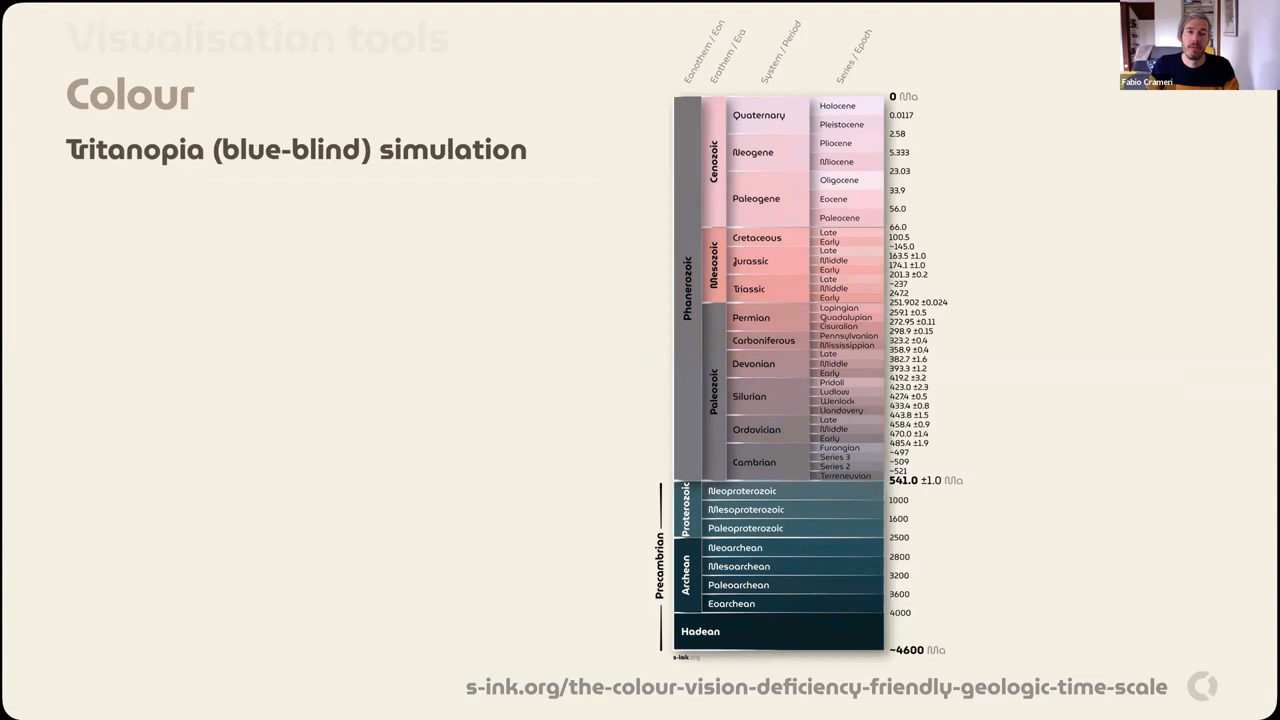 Visualisation tools
Colour
Tritanopia (blue-blind) simulation
Fabio Crameri
Eonothem / Eon
Erathem / Era
System / Period
Series / Epoch
Phanerozoic
Cenozoic
Quaternary
Holocene
Pleistocene
Neogene
Pliocene
Miocene
Paleogene
Oligocene
Eocene
Paleocene
Mesozoic
Cretaceous
Late
Early
Jurassic
Late
Middle
Early
Triassic
Late
Middle
Early
Paleozoic
Permian
Lopingian
Guadalupian
Cisuralian
Carboniferous
Pennsylvanian
Mississippian
Devonian
Late
Middle
Early
Silurian
Pridoli
Ludlow
Wenlock
Llandovery
Ordovician
Late
Middle
Early
Cambrian
Furongian
Series 3
Series 2
Terreneuvian
Precambrian
Proterozoic
Neoproterozoic
Mesoproterozoic
Paleoproterozoic
Archean
Neoarchean
Mesoarchean
Paleoarchean
Eoarchean
Hadean
0 Ma
0.0117
2.58
5.333
23.03
33.9
56.0
66.0
100.5
~145.0
163.5 ±1.0
174.1 ±1.0
201.3 ±0.2
~237
247.2
251.902 ±0.024
259.1 ±0.5
272.95 ±0.11
298.9 ±0.15
323.2 ±0.4
358.9 ±0.4
382.7 ±1.6
393.3 ±1.2
419.2 ±3.2
423.0 ±2.3
427.4 ±0.5
433.4 ±0.8
443.8 ±1.5
458.4 ±0.9
470.0 ±1.4
485.4 ±1.9
~497
~509
~521
541.0 ±1.0 Ma
1000
1600
2500
2800
3200
3600
4000
~4600 Ma
s-ink.org
s-ink.org/the-colour-vision-deficiency-friendly-geologic-time-scale